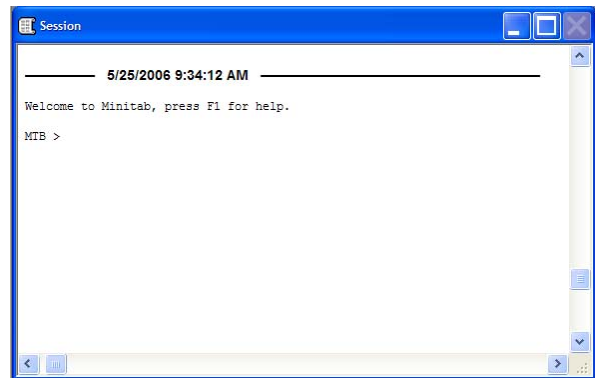 Session
5/25/2006 9:34:12 AM
Welcome to Minitab, press F1 for help.
MTB >